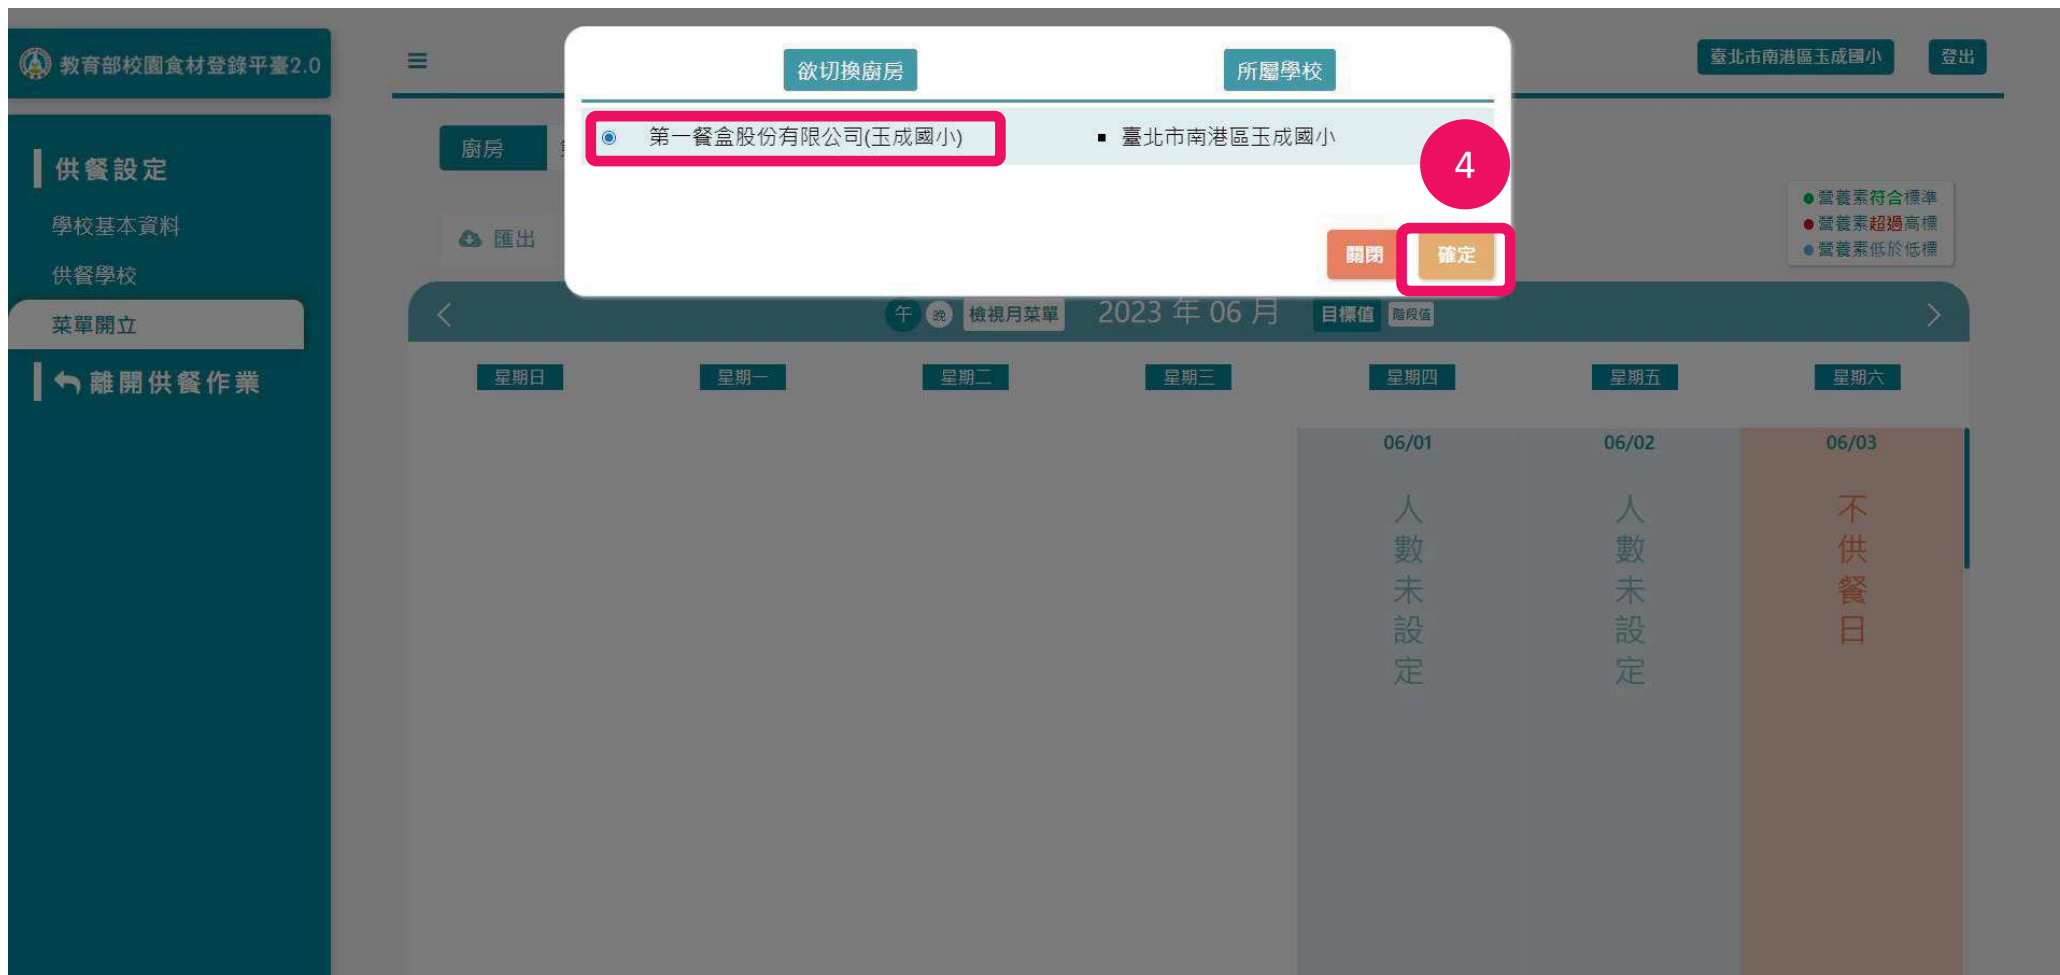 教育部校園食材登錄平臺2.0
臺北市南港區玉成國小
登出
欲切換廚房
所屬學校
第一餐盒股份有限公司(玉成國小)
臺北市南港區玉成國小
4
關閉
確定
供餐設定
學校基本資料
供餐學校
菜單開立
離開供餐作業
廚房
匯出
營養素符合標準
營養素超過高標
營養素低於低標
午 晚 檢視月菜單 2023 年 06 月 目標值 階段值
星期日 星期一 星期二 星期三 星期四 星期五 星期六
06/01 06/02 06/03
人數未設定
人數未設定
不供餐日